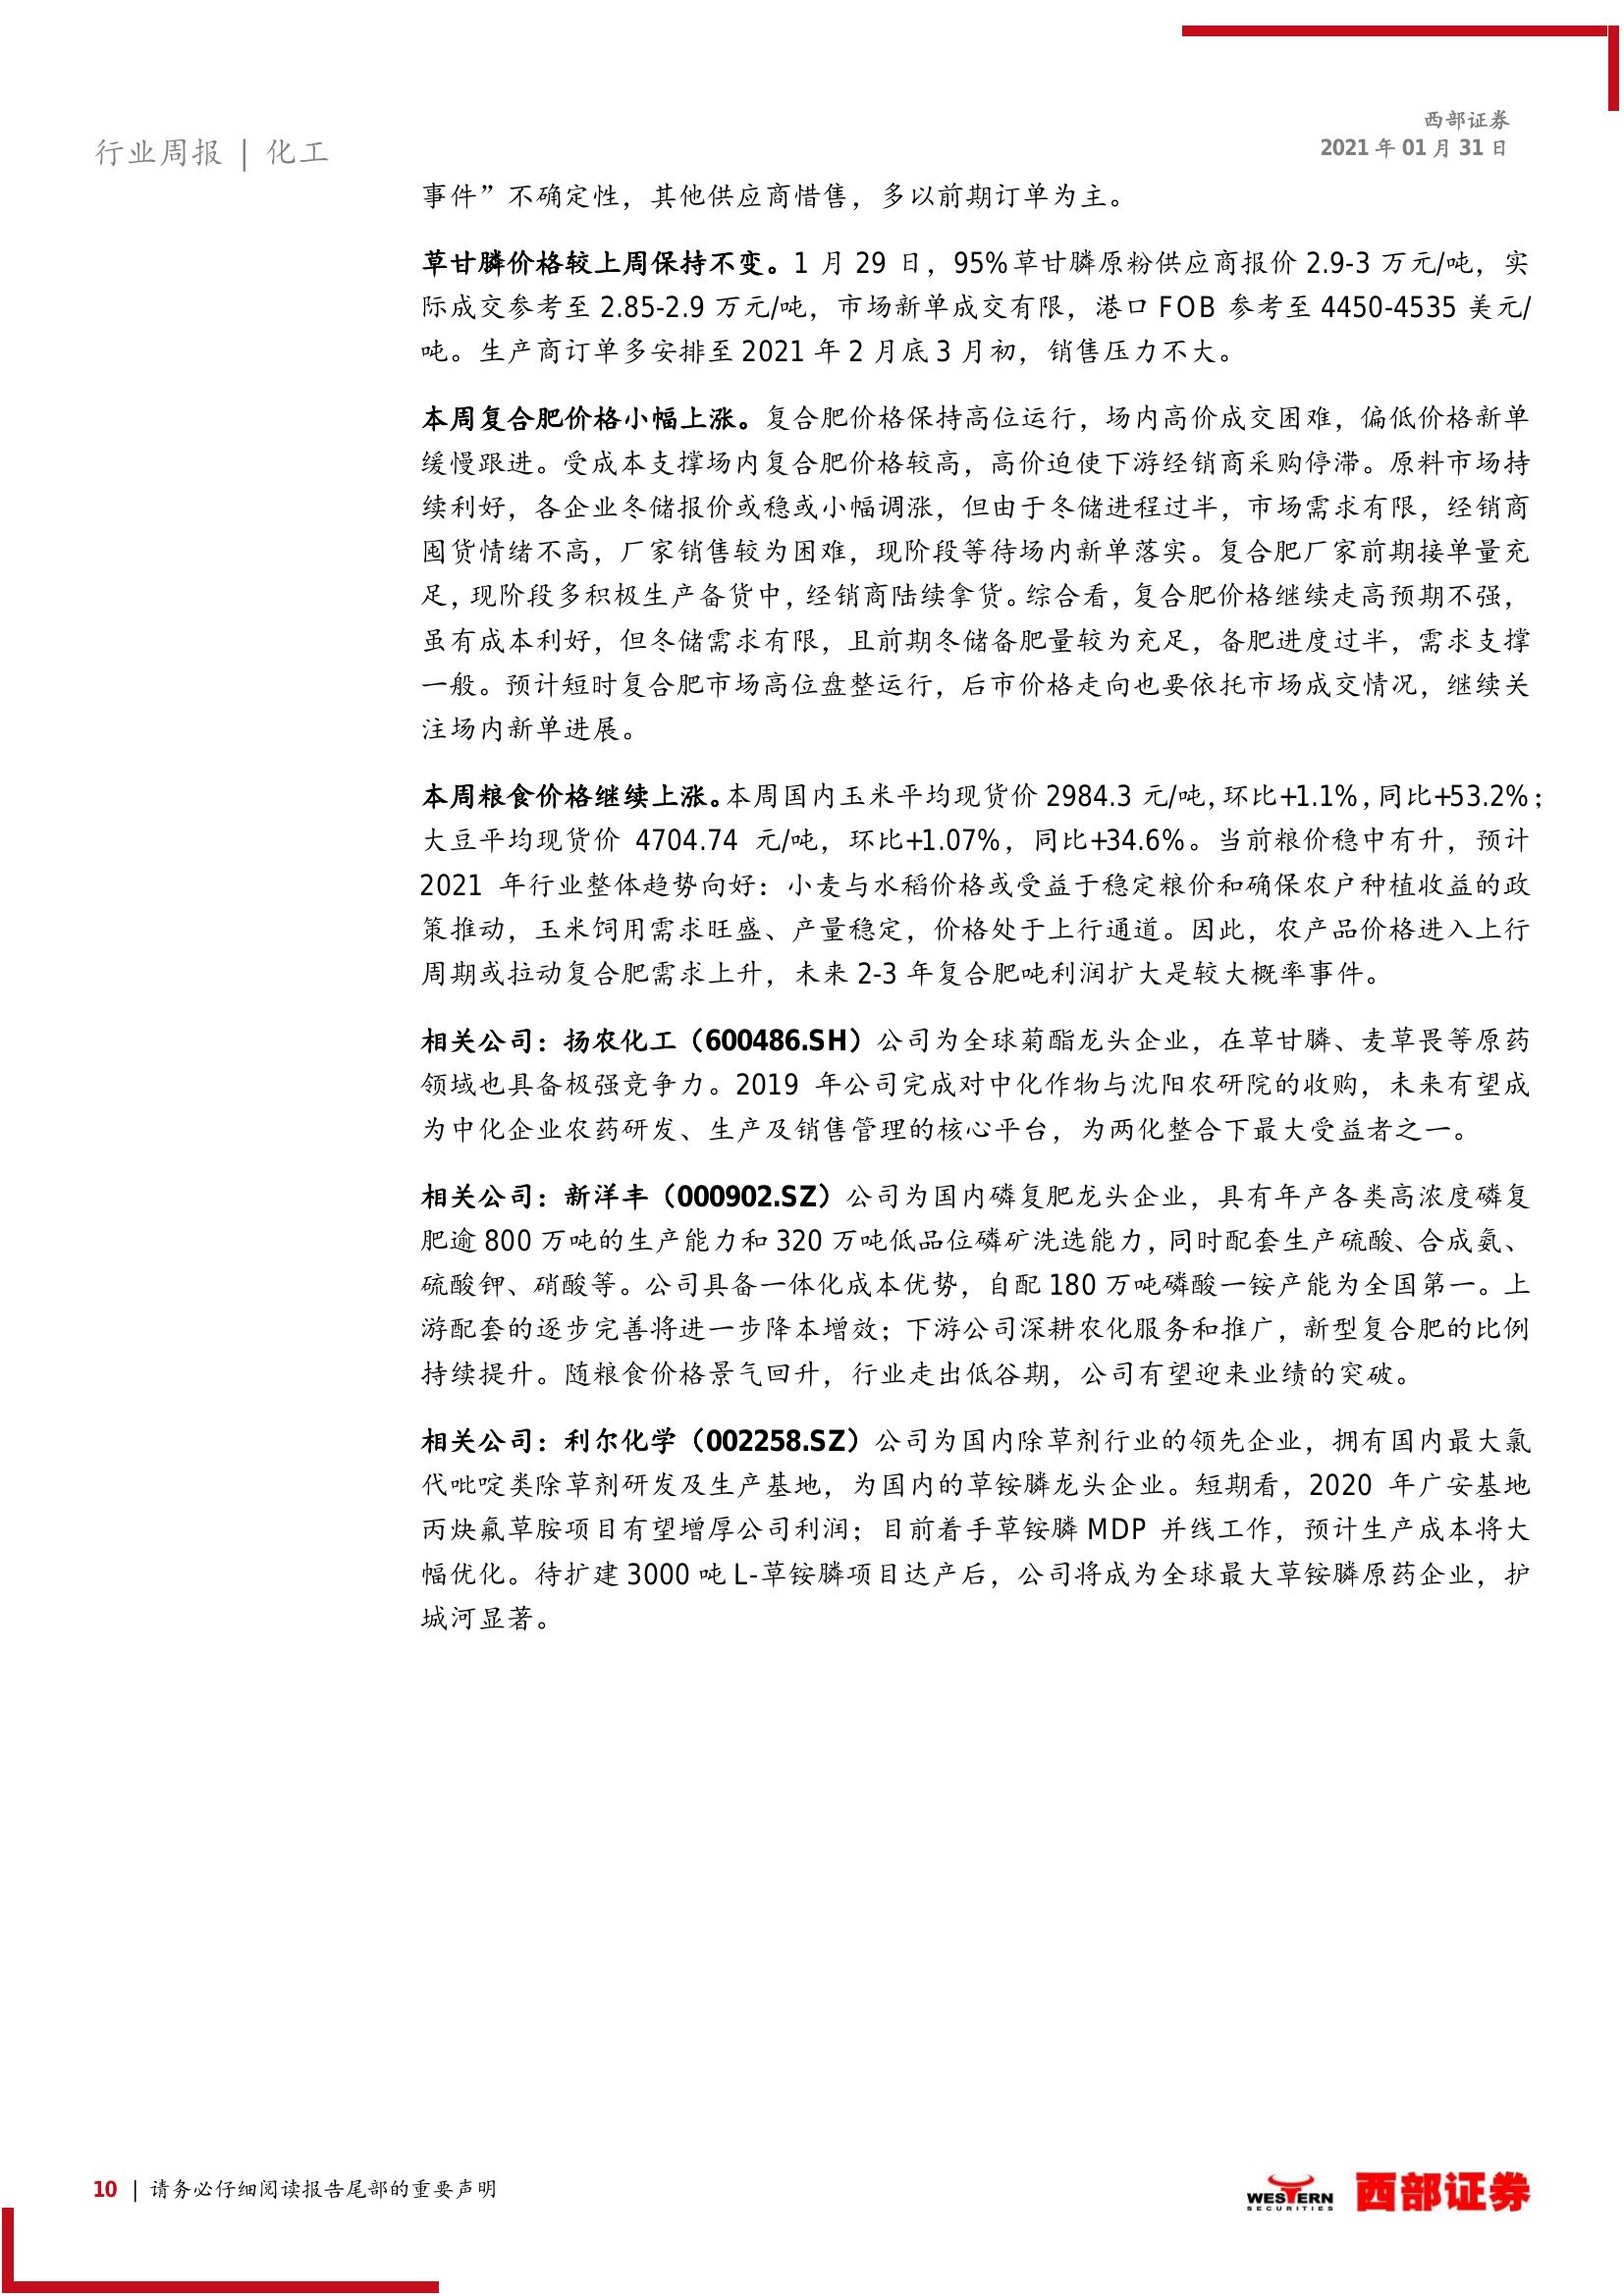 西部证券
行业周报 | 化工
2021 年 01 月 31 日
事件”不确定性，其他供应商惜售，多以前期订单为主。
草甘膦价格较上周保持不变。1 月 29 日，95%草甘膦原粉供应商报价 2.9-3 万元/吨，实
际成交参考至 2.85-2.9 万元/吨，市场新单成交有限，港口 FOB 参考至 4450-4535 美元/
吨。生产商订单多安排至 2021 年 2 月底 3 月初，销售压力不大。
本周复合肥价格小幅上涨。复合肥价格保持高位运行，场内高价成交困难，偏低价格新单
缓慢跟进。受成本支撑场内复合肥价格较高，高价迫使下游经销商采购停滞。原料市场持
续利好，各企业冬储报价或稳或小幅调涨，但由于冬储进程过半，市场需求有限，经销商
囤货情绪不高，厂家销售较为困难，现阶段等待场内新单落实。复合肥厂家前期接单量充
足，现阶段多积极生产备货中，经销商陆续拿货。综合看，复合肥价格继续走高预期不强，
虽有成本利好，但冬储需求有限，且前期冬储备肥量较为充足，备肥进度过半，需求支撑
一般。预计短时复合肥市场高位盘整运行，后市价格走向也要依托市场成交情况，继续关
注场内新单进展。
本周粮食价格继续上涨。本周国内玉米平均现货价 2984.3 元/吨，环比+1.1%，同比+53.2%；
大豆平均现货价 4704.74 元/吨，环比+1.07%，同比+34.6%。当前粮价稳中有升，预计
2021 年行业整体趋势向好：小麦与水稻价格或受益于稳定粮价和确保农户种植收益的政
策推动，玉米饲用需求旺盛、产量稳定，价格处于上行通道。因此，农产品价格进入上行
周期或拉动复合肥需求上升，未来 2-3 年复合肥吨利润扩大是较大概率事件。
相关公司：扬农化工（600486.SH）公司为全球菊酯龙头企业，在草甘膦、麦草畏等原药
领域也具备极强竞争力。2019 年公司完成对中化作物与沈阳农研院的收购，未来有望成
为中化企业农药研发、生产及销售管理的核心平台，为两化整合下最大受益者之一。
相关公司：新洋丰（000902.SZ）公司为国内磷复肥龙头企业，具有年产各类高浓度磷复
肥逾 800 万吨的生产能力和 320 万吨低品位磷矿洗选能力，同时配套生产硫酸、合成氨、
硫酸钾、硝酸等。公司具备一体化成本优势，自配 180 万吨磷酸一铵产能为全国第一。上
游配套的逐步完善将进一步降本增效；下游公司深耕农化服务和推广，新型复合肥的比例
持续提升。随粮食价格景气回升，行业走出低谷期，公司有望迎来业绩的突破。
相关公司：利尔化学（002258.SZ）公司为国内除草剂行业的领先企业，拥有国内最大氯
代吡啶类除草剂研发及生产基地，为国内的草铵膦龙头企业。短期看，2020 年广安基地
丙炔氟草胺项目有望增厚公司利润；目前着手草铵膦 MDP 并线工作，预计生产成本将大
幅优化。待扩建 3000 吨 L-草铵膦项目达产后，公司将成为全球最大草铵膦原药企业，护
城河显著。
10 | 请务必仔细阅读报告尾部的重要声明
WESTERN
SECURITIES
西部证券